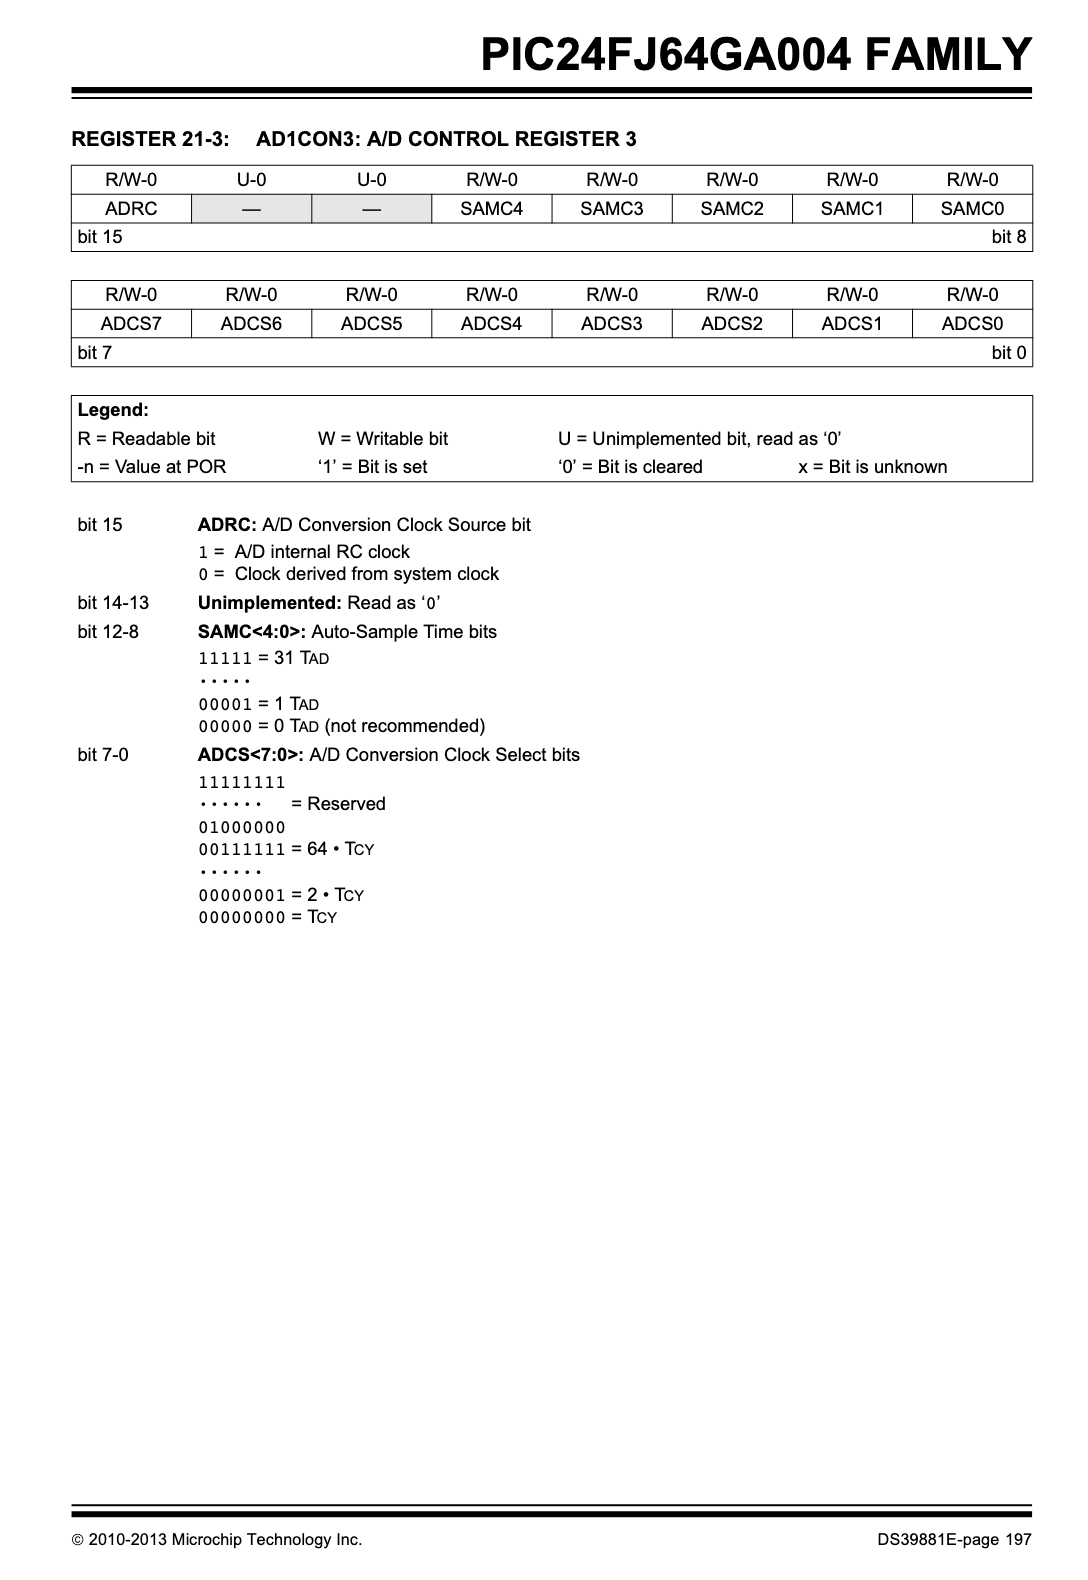 PIC24FJ64GA004 FAMILY
REGISTER 21-3: AD1CON3: A/D CONTROL REGISTER 3
R/W-0 U-0 U-0 R/W-0 R/W-0 R/W-0 R/W-0 R/W-0
ADRC — — SAMC4 SAMC3 SAMC2 SAMC1 SAMC0
bit 15 bit 8
R/W-0 R/W-0 R/W-0 R/W-0 R/W-0 R/W-0 R/W-0 R/W-0
ADCS7 ADCS6 ADCS5 ADCS4 ADCS3 ADCS2 ADCS1 ADCS0
bit 7 bit 0
Legend:
R = Readable bit W = Writable bit U = Unimplemented bit, read as ‘0’
-n = Value at POR ‘1’ = Bit is set ‘0’ = Bit is cleared x = Bit is unknown
bit 15 ADRC: A/D Conversion Clock Source bit
1 = A/D internal RC clock
0 = Clock derived from system clock
bit 14-13 Unimplemented: Read as ‘0’
bit 12-8 SAMC<4:0>: Auto-Sample Time bits
11111 = 31 TAD
•••••
00001 = 1 TAD
00000 = 0 TAD (not recommended)
bit 7-0 ADCS<7:0>: A/D Conversion Clock Select bits
11111111
•••••• = Reserved
01000000
00111111 = 64 • TCY
••••••
00000001 = 2 • TCY
00000000 = TCY
© 2010-2013 Microchip Technology Inc. DS39881E-page 197